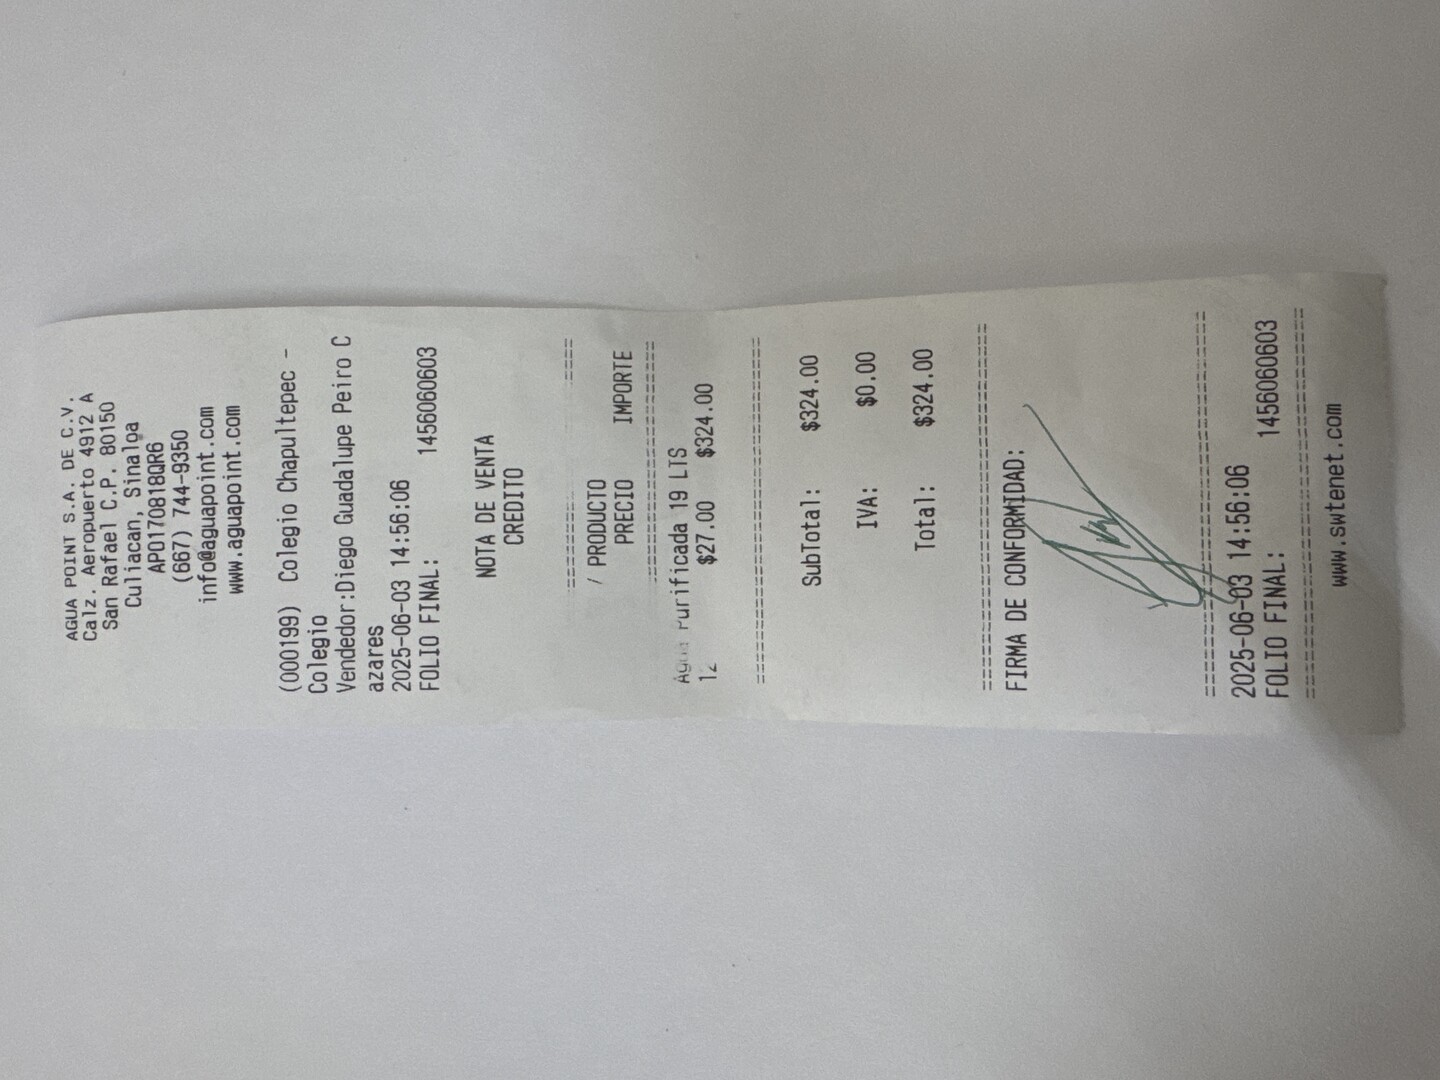 AGUA POINT S.A. DE C.V.
Calz. Aeropuerto 4912 A
San Rafael C.P. 80150
Culiacan, Sinaloa
APO170818QR6
(667) 744-9350
info@aguapoint.com
www.aguapoint.com
(000199) Colegio Chapultepec -
Colegio
Vendedor:Diego Guadalupe Peiro C
azares
2025-06-03 14:56:06
FOLIO FINAL: 1456060603
NOTA DE VENTA
CREDITO
==============================
/ PRODUCTO
PRECIO IMPORTE
==============================
Agua Purificada 19 LTS
12 $27.00 $324.00
==============================
SubTotal: $324.00
IVA: $0.00
Total: $324.00
==============================
FIRMA DE CONFORMIDAD:
==============================
2025-06-03 14:56:06
FOLIO FINAL: 1456060603
==============================
www.swtenet.com